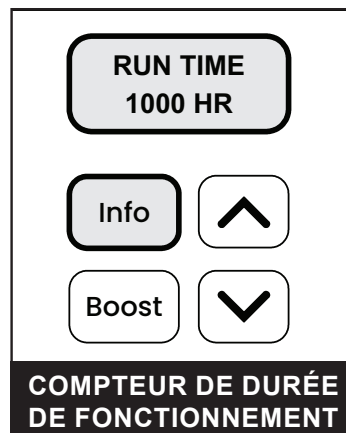 RUN TIME
1000 HR
Info
Boost
COMPTEUR DE DURÉE
DE FONCTIONNEMENT